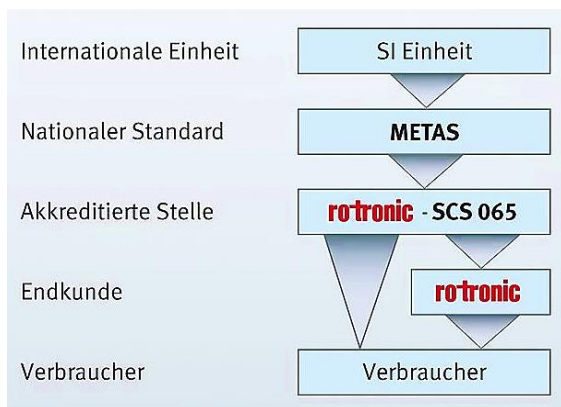 Internationale Einheit SI Einheit
Nationaler Standard METAS
Akkreditierte Stelle rotronic - SCS 065
Endkunde rotronic
Verbraucher Verbraucher